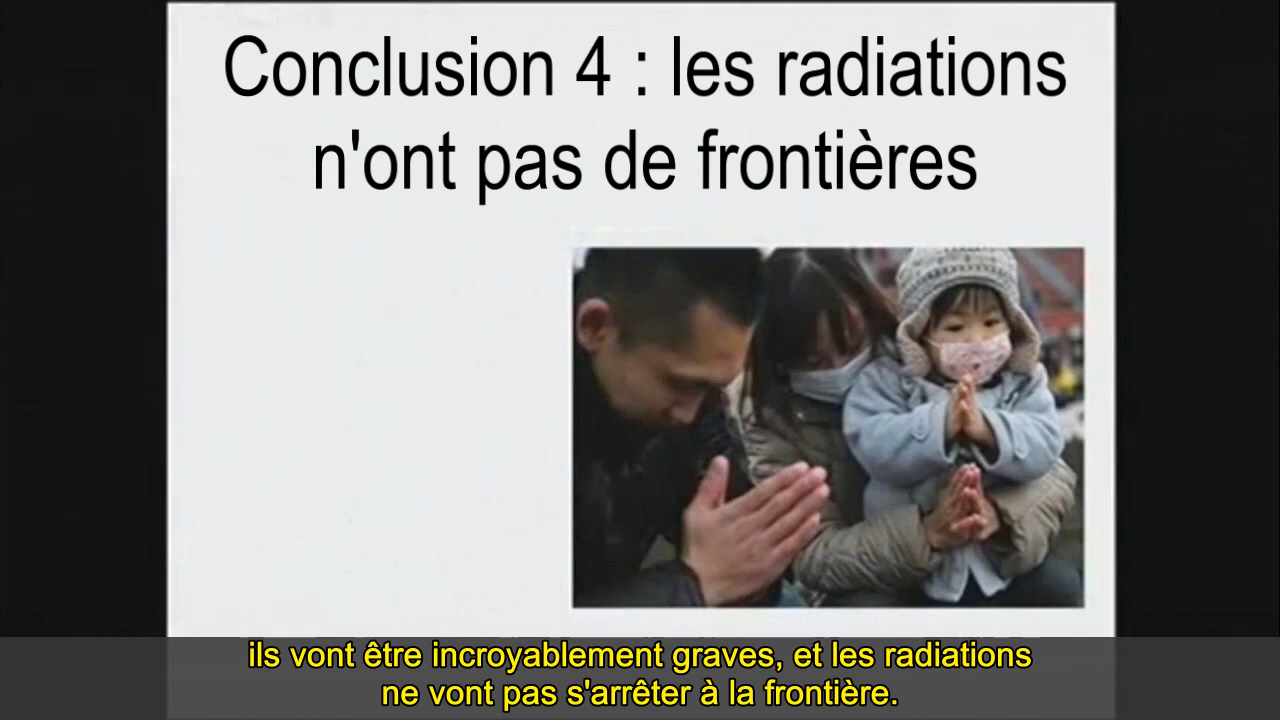 Conclusion 4 : les radiations
n'ont pas de frontières
ils vont être incroyablement graves, et les radiations
ne vont pas s'arrêter à la frontière.